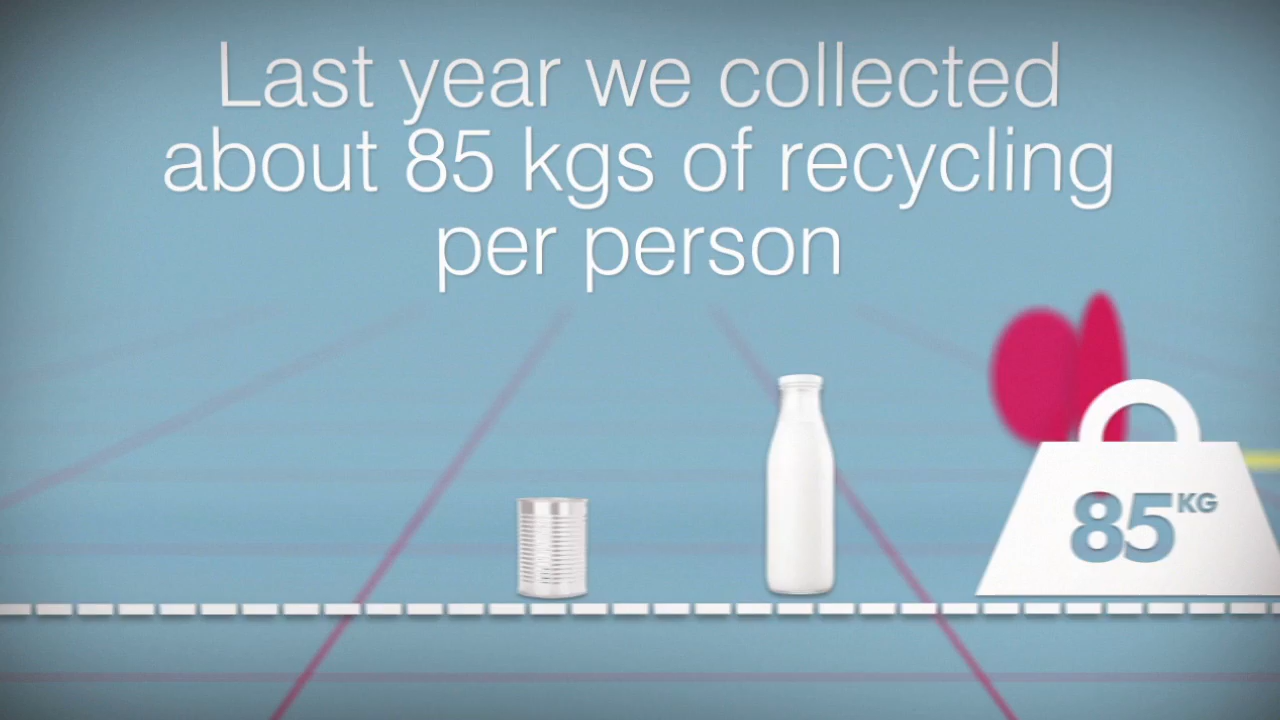 Last year we collected
about 85 kgs of recycling
per person
85KG